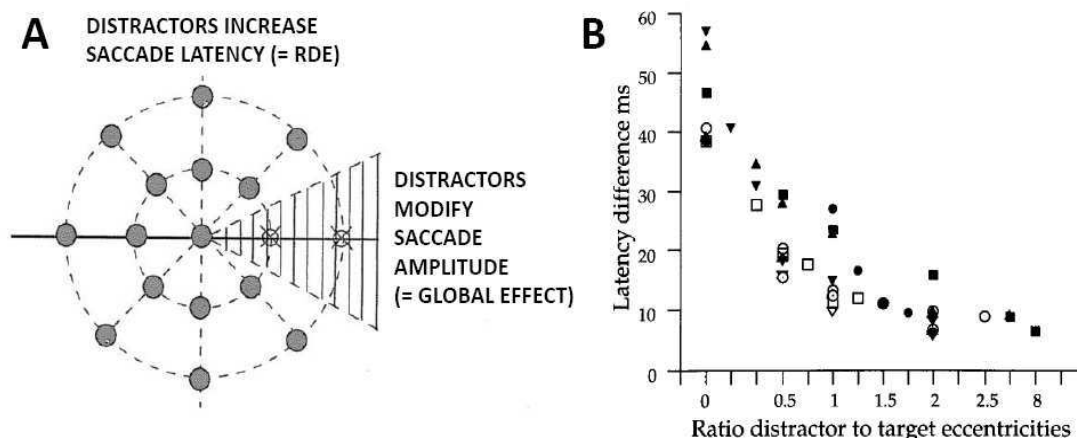 A
DISTRACTORS INCREASE
SACCADE LATENCY (= RDE)
DISTRACTORS
MODIFY
SACCADE
AMPLITUDE
(= GLOBAL EFFECT)
B
Latency difference ms
60
50
40
30
20
10
0
0 0.5 1 1.5 2 2.5 8
Ratio distractor to target eccentricities